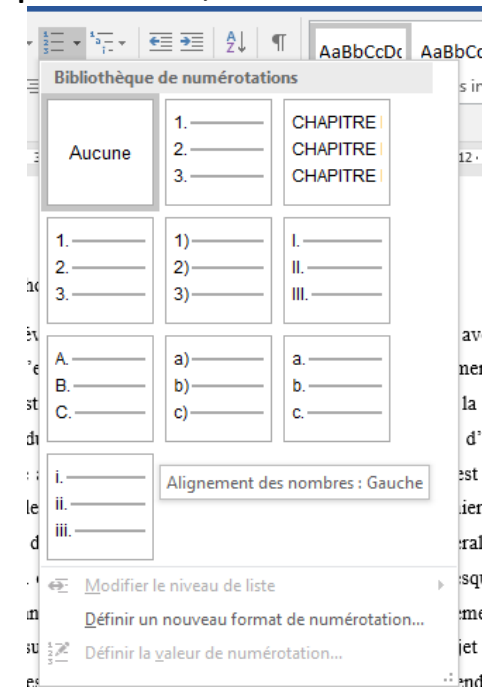 AaBbCcDc AaBbCc
Bibliothèque de numérotations
s in
Aucune
1.
2.
3.
CHAPITRE
CHAPITRE
CHAPITRE
12
1.
2.
3.
1)
2)
3)
I.
II.
III.
A.
B.
C.
a)
b)
c)
a.
b.
c.
i.
ii.
iii.
Alignement des nombres : Gauche
Modifier le niveau de liste
Définir un nouveau format de numérotation...
Définir la valeur de numérotation...